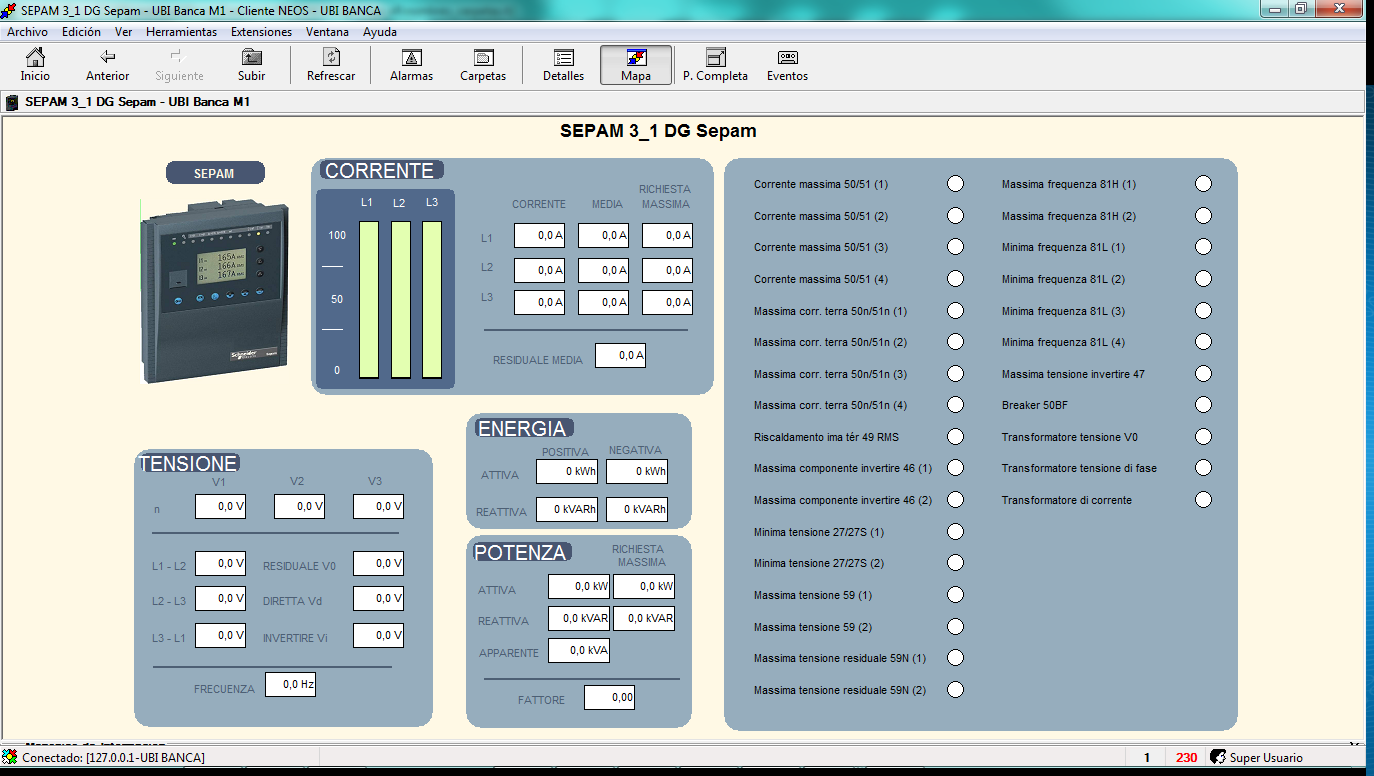 SEPAM 3_1 DG Sepam - UBI Banca M1 - Cliente NEOS - UBI BANCA
Archivo Edición Ver Herramientas Extensiones Ventana Ayuda
Inicio Anterior Siguiente Subir Refrescar Alarmas Carpetas Detalles Mapa P. Completa Eventos
SEPAM 3_1 DG Sepam - UBI Banca M1
SEPAM 3_1 DG Sepam
SEPAM
165A
166A
167A
Schneider
CORRENTE
L1 L2 L3
100
50
0
RICHIESTA
CORRENTE MEDIA MASSIMA
L1 0,0 A 0,0 A 0,0 A
L2 0,0 A 0,0 A 0,0 A
L3 0,0 A 0,0 A 0,0 A
RESIDUALE MEDIA 0,0 A
TENSIONE
V1 V2 V3
n 0,0 V 0,0 V 0,0 V
L1 - L2 0,0 V RESIDUALE V0 0,0 V
L2 - L3 0,0 V DIRETTA Vd 0,0 V
L3 - L1 0,0 V INVERTIRE Vi 0,0 V
FRECUENZA 0,0 Hz
ENERGIA
POSITIVA NEGATIVA
ATTIVA 0 kWh 0 kWh
REATTIVA 0 kVARh 0 kVARh
POTENZA
RICHIESTA
MASSIMA
ATTIVA 0,0 kW 0,0 kW
REATTIVA 0,0 kVAR 0,0 kVAR
APPARENTE 0,0 kVA
FATTORE 0,00
Corrente massima 50/51 (1)
Corrente massima 50/51 (2)
Corrente massima 50/51 (3)
Corrente massima 50/51 (4)
Massima corr. terra 50n/51n (1)
Massima corr. terra 50n/51n (2)
Massima corr. terra 50n/51n (3)
Massima corr. terra 50n/51n (4)
Riscaldamento ima tér 49 RMS
Massima componente invertire 46 (1)
Massima componente invertire 46 (2)
Minima tensione 27/27S (1)
Minima tensione 27/27S (2)
Massima tensione 59 (1)
Massima tensione 59 (2)
Massima tensione residuale 59N (1)
Massima tensione residuale 59N (2)
Massima frequenza 81H (1)
Massima frequenza 81H (2)
Minima frequenza 81L (1)
Minima frequenza 81L (2)
Minima frequenza 81L (3)
Minima frequenza 81L (4)
Massima tensione invertire 47
Breaker 50BF
Transformatore tensione V0
Transformatore tensione di fase
Transformatore di corrente
Conectado: [127.0.0.1-UBI BANCA] 1 230 Super Usuario